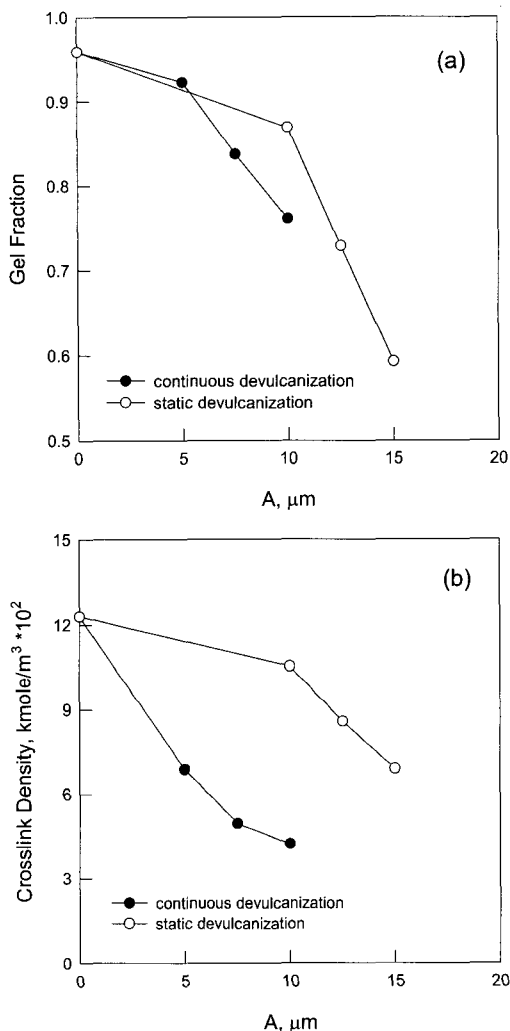 (a)
1.0
0.9
0.8
0.7
0.6
0.5
Gel Fraction
continuous devulcanization
static devulcanization
0
5
10
15
20
A, μm
(b)
15
12
9
6
3
0
Crosslink Density, kmole/m³ *10²
continuous devulcanization
static devulcanization
0
5
10
15
20
A, μm